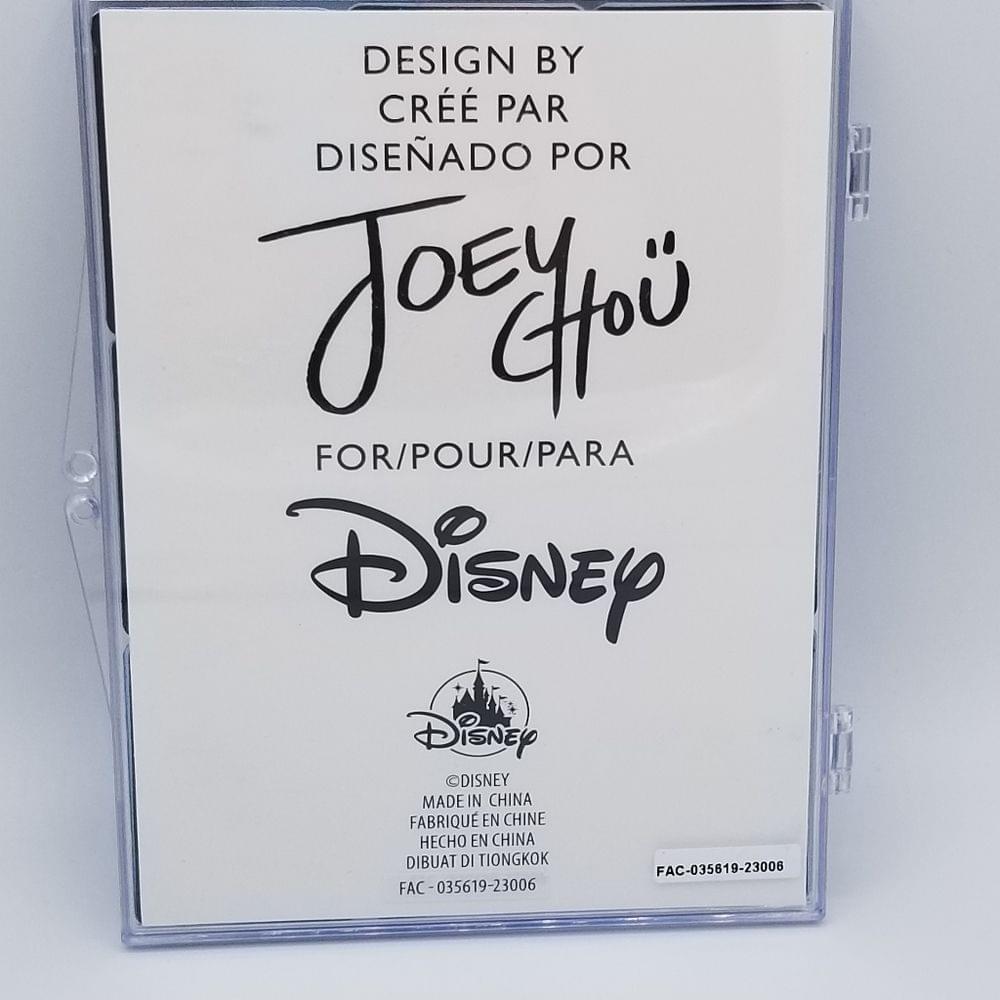 DESIGN BY
CRÉÉ PAR
DISEÑADO POR
JOEY
CHOÜ
FOR/POUR/PARA
DISNEY
DISNEY
©DISNEY
MADE IN CHINA
FABRIQUÉ EN CHINE
HECHO EN CHINA
DIBUAT DI TIONGKOK
FAC - 035619-23006
FAC-035619-23006